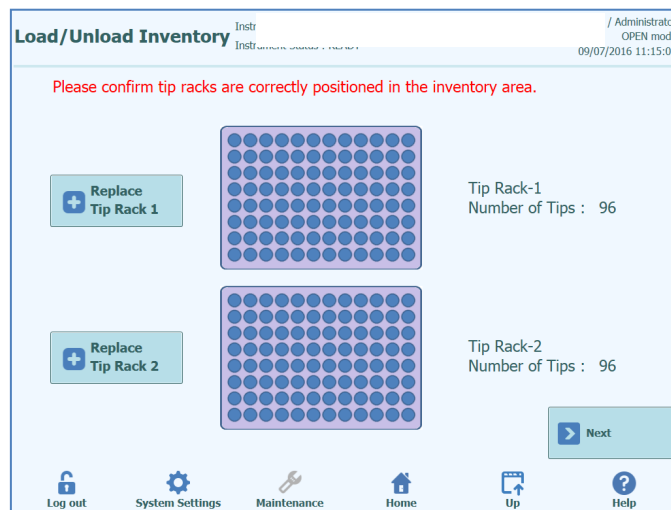 Load/Unload Inventory
Instr
/ Administrato
OPEN mod
09/07/2016 11:15:0
Please confirm tip racks are correctly positioned in the inventory area.
Replace
Tip Rack 1
Tip Rack-1
Number of Tips : 96
Replace
Tip Rack 2
Tip Rack-2
Number of Tips : 96
Next
Log out
System Settings
Maintenance
Home
Up
Help